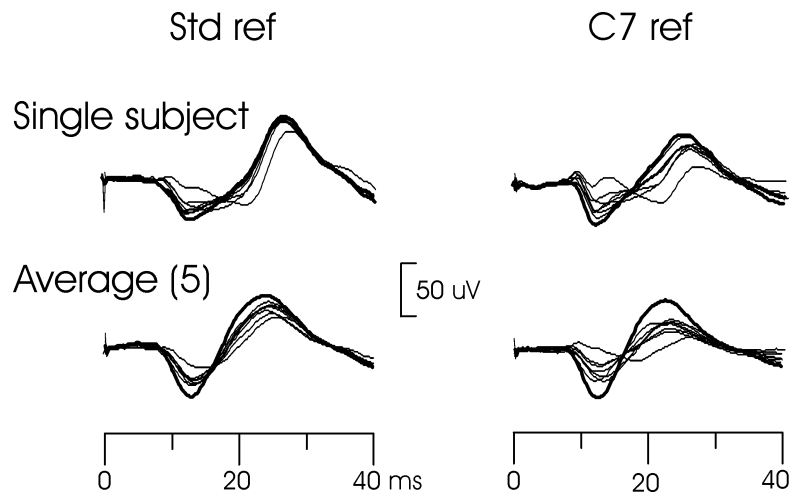 Std ref
C7 ref
Single subject
Average (5)
50 uV
0 20 40 ms
0 20 40